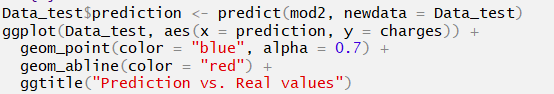 Data_test$prediction <- predict(mod2, newdata = Data_test)
ggplot(Data_test, aes(x = prediction, y = charges)) +
  geom_point(color = "blue", alpha = 0.7) +
  geom_abline(color = "red") +
  ggtitle("Prediction vs. Real values")